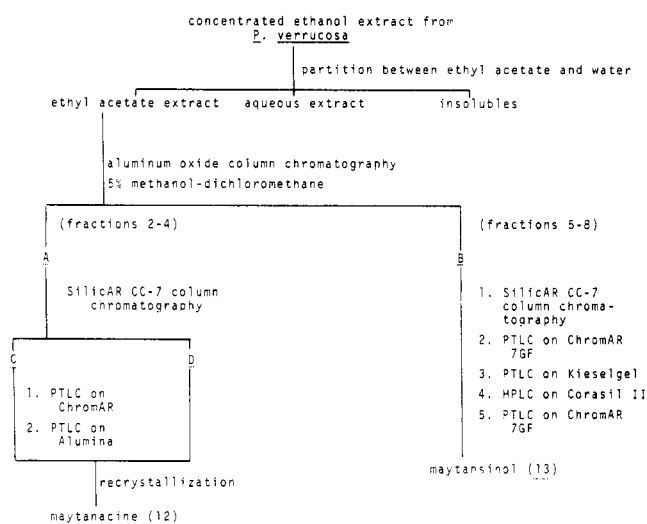 concentrated ethanol extract from
P. verrucosa
partition between ethyl acetate and water
ethyl acetate extract aqueous extract insolubles
aluminum oxide column chromatography
5% methanol-dichloromethane
(fractions 2-4)
(fractions 5-8)
A
B
SilicAR CC-7 column
chromatography
1. SilicAR CC-7
column chroma-
tography
2. PTLC on ChromAR
7GF
3. PTLC on Kieselgel
4. HPLC on Corasil II
5. PTLC on ChromAR
7GF
C
D
1. PTLC on
ChromAR
2. PTLC on
Alumina
recrystallization
maytansinol (13)
maytanacine (12)